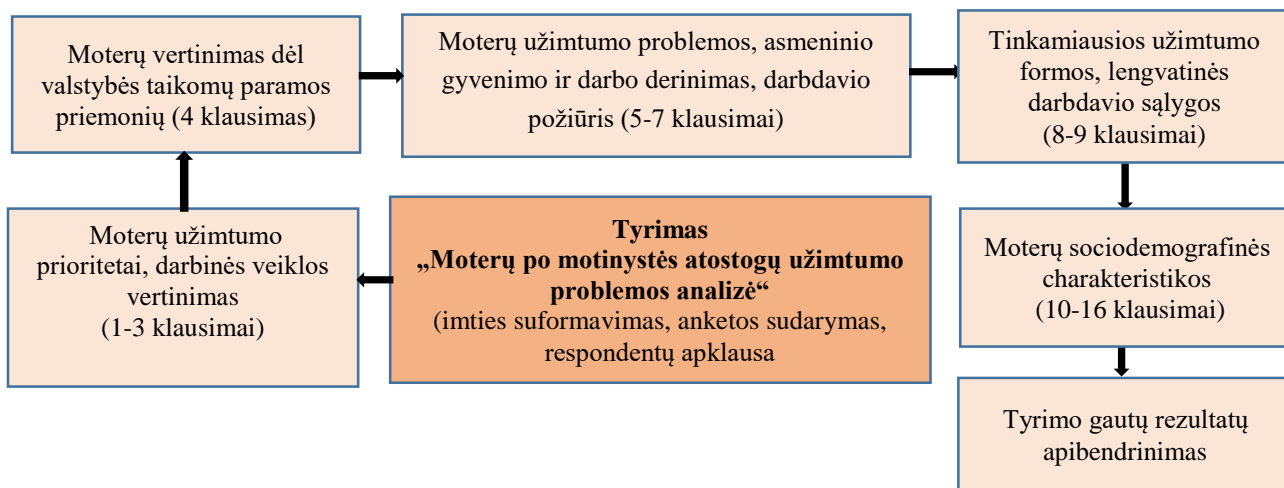 Moterų vertinimas dėl
valstybės taikomų paramos
priemonių (4 klausimas)
Moterų užimtumo problemos, asmeninio
gyvenimo ir darbo derinimas, darbdavio
požiūris (5-7 klausimai)
Tinkamiausios užimtumo
formos, lengvatinės
darbdavio sąlygos
(8-9 klausimai)
Moterų užimtumo
prioritetai, darbinės veiklos
vertinimas
(1-3 klausimai)
Tyrimas
„Moterų po motinystės atostogų užimtumo
problemos analizė“
(imties suformavimas, anketos sudarymas,
respondentų apklausa
Moterų sociodemografinės
charakteristikos
(10-16 klausimai)
Tyrimo gautų rezultatų
apibendrinimas